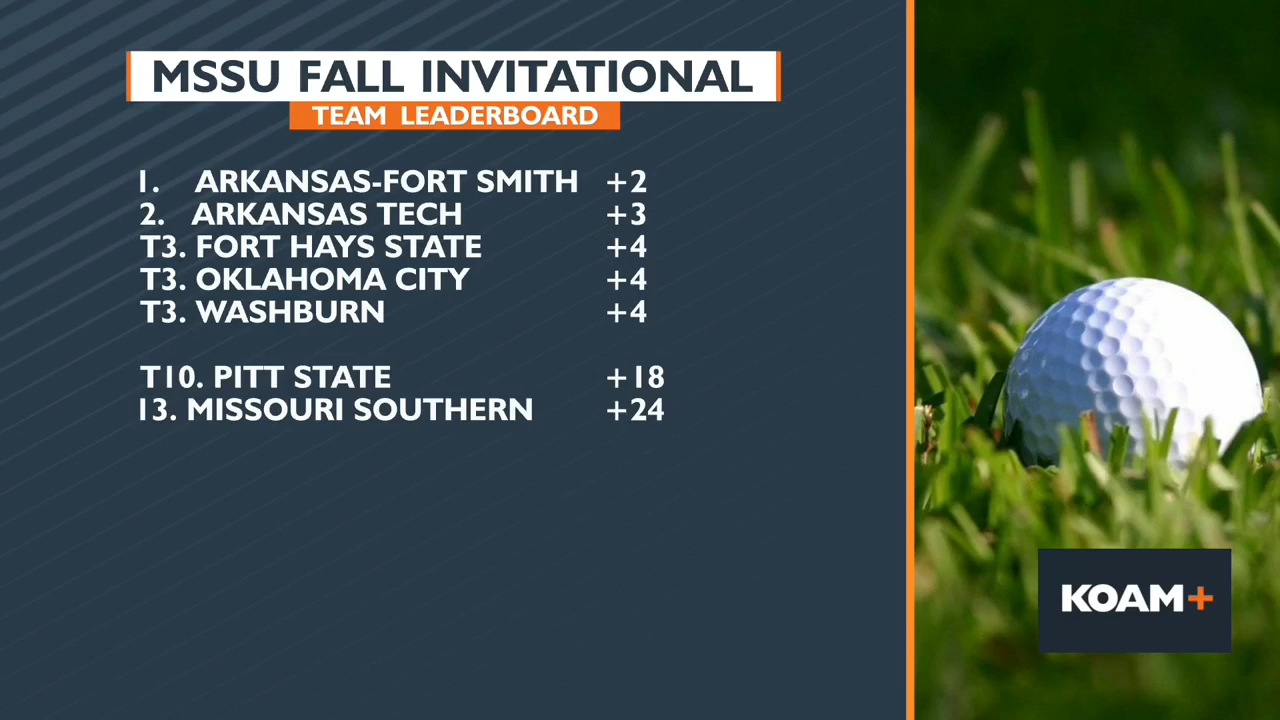 MSSU FALL INVITATIONAL
TEAM LEADERBOARD
1. ARKANSAS-FORT SMITH +2
2. ARKANSAS TECH +3
T3. FORT HAYS STATE +4
T3. OKLAHOMA CITY +4
T3. WASHBURN +4
T10. PITT STATE +18
13. MISSOURI SOUTHERN +24
KOAM+